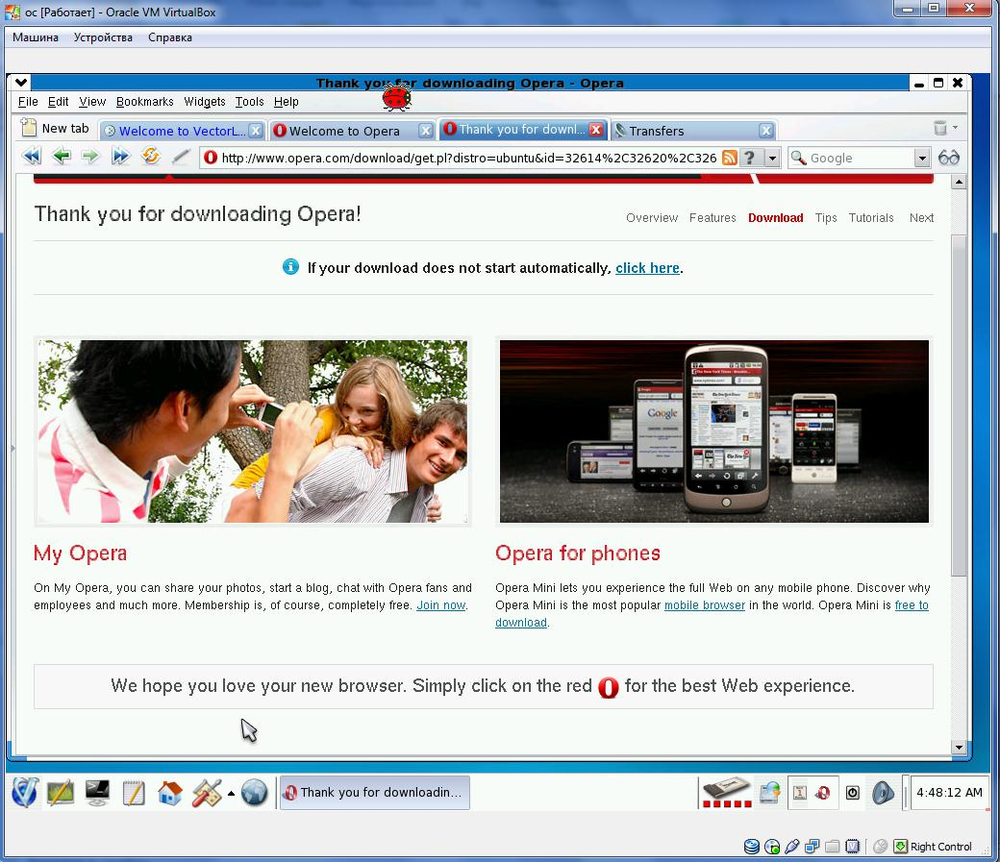 ос [Работает] - Oracle VM VirtualBox
Машина Устройства Справка
Thank you for downloading Opera - Opera
File Edit View Bookmarks Widgets Tools Help
New tab Welcome to VectorL... Welcome to Opera Thank you for downl... Transfers
http://www.opera.com/download/get.pl?distro=ubuntu&id=32614%2C32620%2C326 ? Google
Thank you for downloading Opera!
Overview Features Download Tips Tutorials Next
If your download does not start automatically, click here.
Google
My Opera
On My Opera, you can share your photos, start a blog, chat with Opera fans and
employees and much more. Membership is, of course, completely free. Join now.
Opera for phones
Opera Mini lets you experience the full Web on any mobile phone. Discover why
Opera Mini is the most popular mobile browser in the world. Opera Mini is free to
download.
We hope you love your new browser. Simply click on the red O for the best Web experience.
Thank you for downloadin... 4:48:12 AM
Right Control